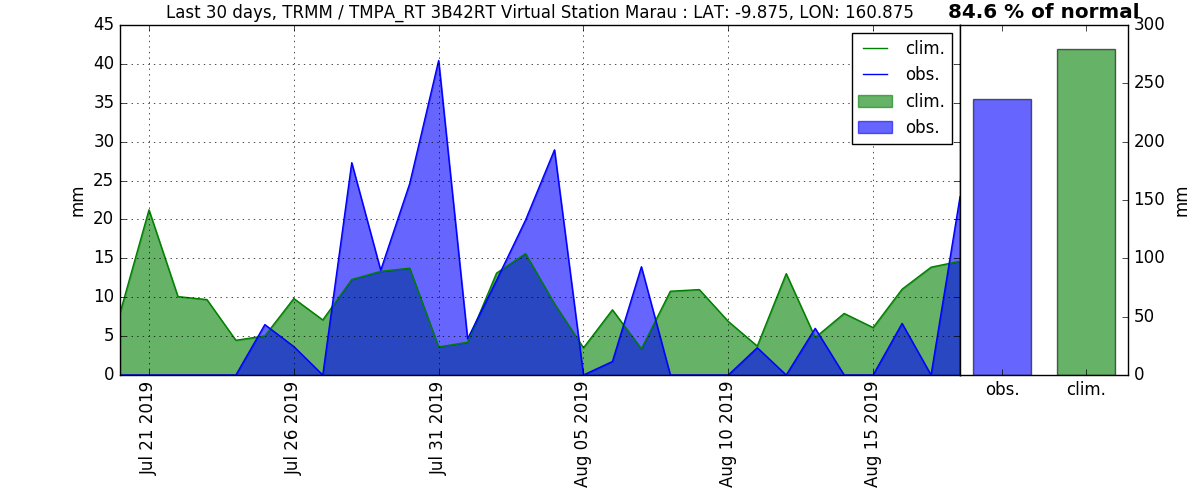 Last 30 days, TRMM / TMPA_RT 3B42RT Virtual Station Marau : LAT: -9.875, LON: 160.875
84.6 % of normal
45
40
35
30
25
20
15
10
5
0
mm
clim.
obs.
clim.
obs.
300
250
200
150
100
50
0
mm
Jul 21 2019
Jul 26 2019
Jul 31 2019
Aug 05 2019
Aug 10 2019
Aug 15 2019
obs.
clim.